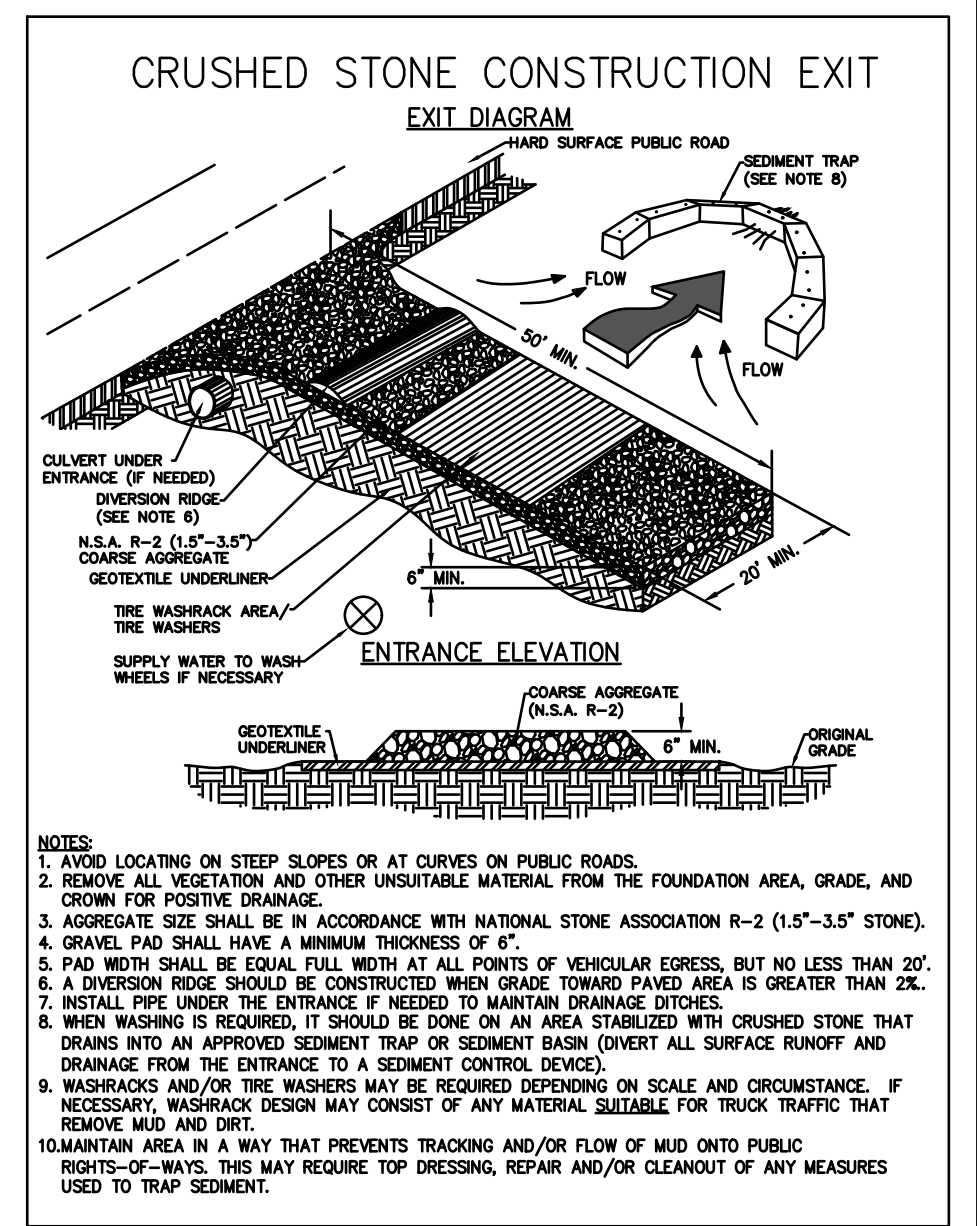 CRUSHED STONE CONSTRUCTION EXIT
EXIT DIAGRAM
HARD SURFACE PUBLIC ROAD
SEDIMENT TRAP
(SEE NOTE 8)
FLOW
50' MIN.
FLOW
CULVERT UNDER
ENTRANCE (IF NEEDED)
DIVERSION RIDGE
(SEE NOTE 6)
N.S.A. R-2 (1.5"-3.5")
COARSE AGGREGATE
GEOTEXTILE UNDERLINER
6" MIN.
20' MIN.
TIRE WASHRACK AREA/
TIRE WASHERS
SUPPLY WATER TO WASH
WHEELS IF NECESSARY
ENTRANCE ELEVATION
COARSE AGGREGATE
(N.S.A. R-2)
GEOTEXTILE
UNDERLINER
6" MIN.
ORIGINAL
GRADE
NOTES:
1. AVOID LOCATING ON STEEP SLOPES OR AT CURVES ON PUBLIC ROADS.
2. REMOVE ALL VEGETATION AND OTHER UNSUITABLE MATERIAL FROM THE FOUNDATION AREA, GRADE, AND
CROWN FOR POSITIVE DRAINAGE.
3. AGGREGATE SIZE SHALL BE IN ACCORDANCE WITH NATIONAL STONE ASSOCIATION R-2 (1.5"-3.5" STONE).
4. GRAVEL PAD SHALL HAVE A MINIMUM THICKNESS OF 6".
5. PAD WIDTH SHALL BE EQUAL FULL WIDTH AT ALL POINTS OF VEHICULAR EGRESS, BUT NO LESS THAN 20'.
6. A DIVERSION RIDGE SHOULD BE CONSTRUCTED WHEN GRADE TOWARD PAVED AREA IS GREATER THAN 2%..
7. INSTALL PIPE UNDER THE ENTRANCE IF NEEDED TO MAINTAIN DRAINAGE DITCHES.
8. WHEN WASHING IS REQUIRED, IT SHOULD BE DONE ON AN AREA STABILIZED WITH CRUSHED STONE THAT
DRAINS INTO AN APPROVED SEDIMENT TRAP OR SEDIMENT BASIN (DIVERT ALL SURFACE RUNOFF AND
DRAINAGE FROM THE ENTRANCE TO A SEDIMENT CONTROL DEVICE).
9. WASHRACKS AND/OR TIRE WASHERS MAY BE REQUIRED DEPENDING ON SCALE AND CIRCUMSTANCE. IF
NECESSARY, WASHRACK DESIGN MAY CONSIST OF ANY MATERIAL SUITABLE FOR TRUCK TRAFFIC THAT
REMOVE MUD AND DIRT.
10.MAINTAIN AREA IN A WAY THAT PREVENTS TRACKING AND/OR FLOW OF MUD ONTO PUBLIC
RIGHTS-OF-WAYS. THIS MAY REQUIRE TOP DRESSING, REPAIR AND/OR CLEANOUT OF ANY MEASURES
USED TO TRAP SEDIMENT.